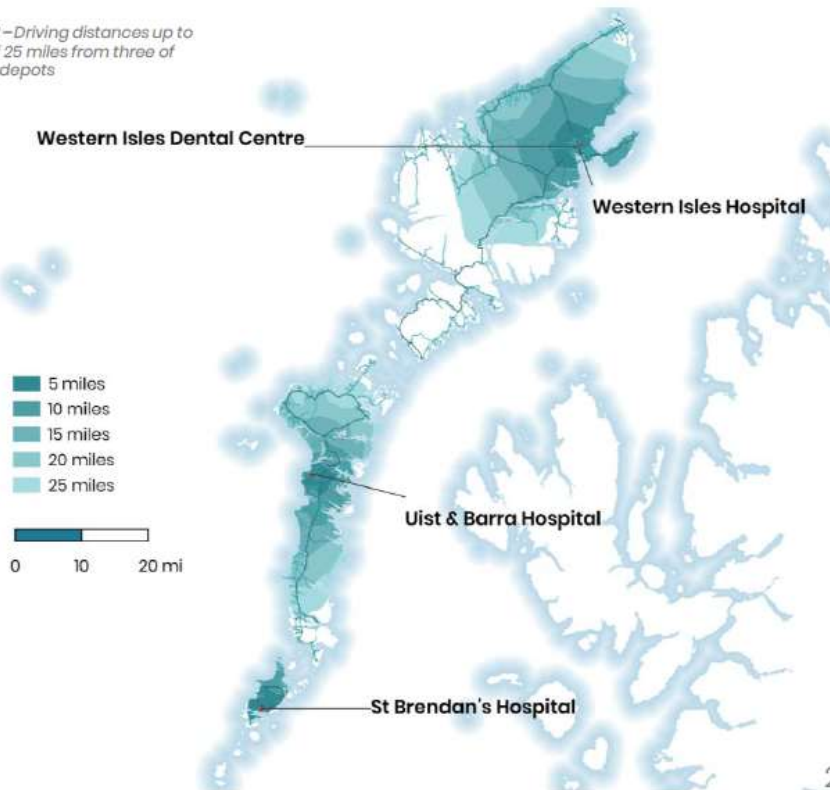 –Driving distances up to
25 miles from three of
depots
Western Isles Dental Centre
Western Isles Hospital
5 miles
10 miles
15 miles
20 miles
25 miles
Uist & Barra Hospital
0 10 20 mi
St Brendan's Hospital